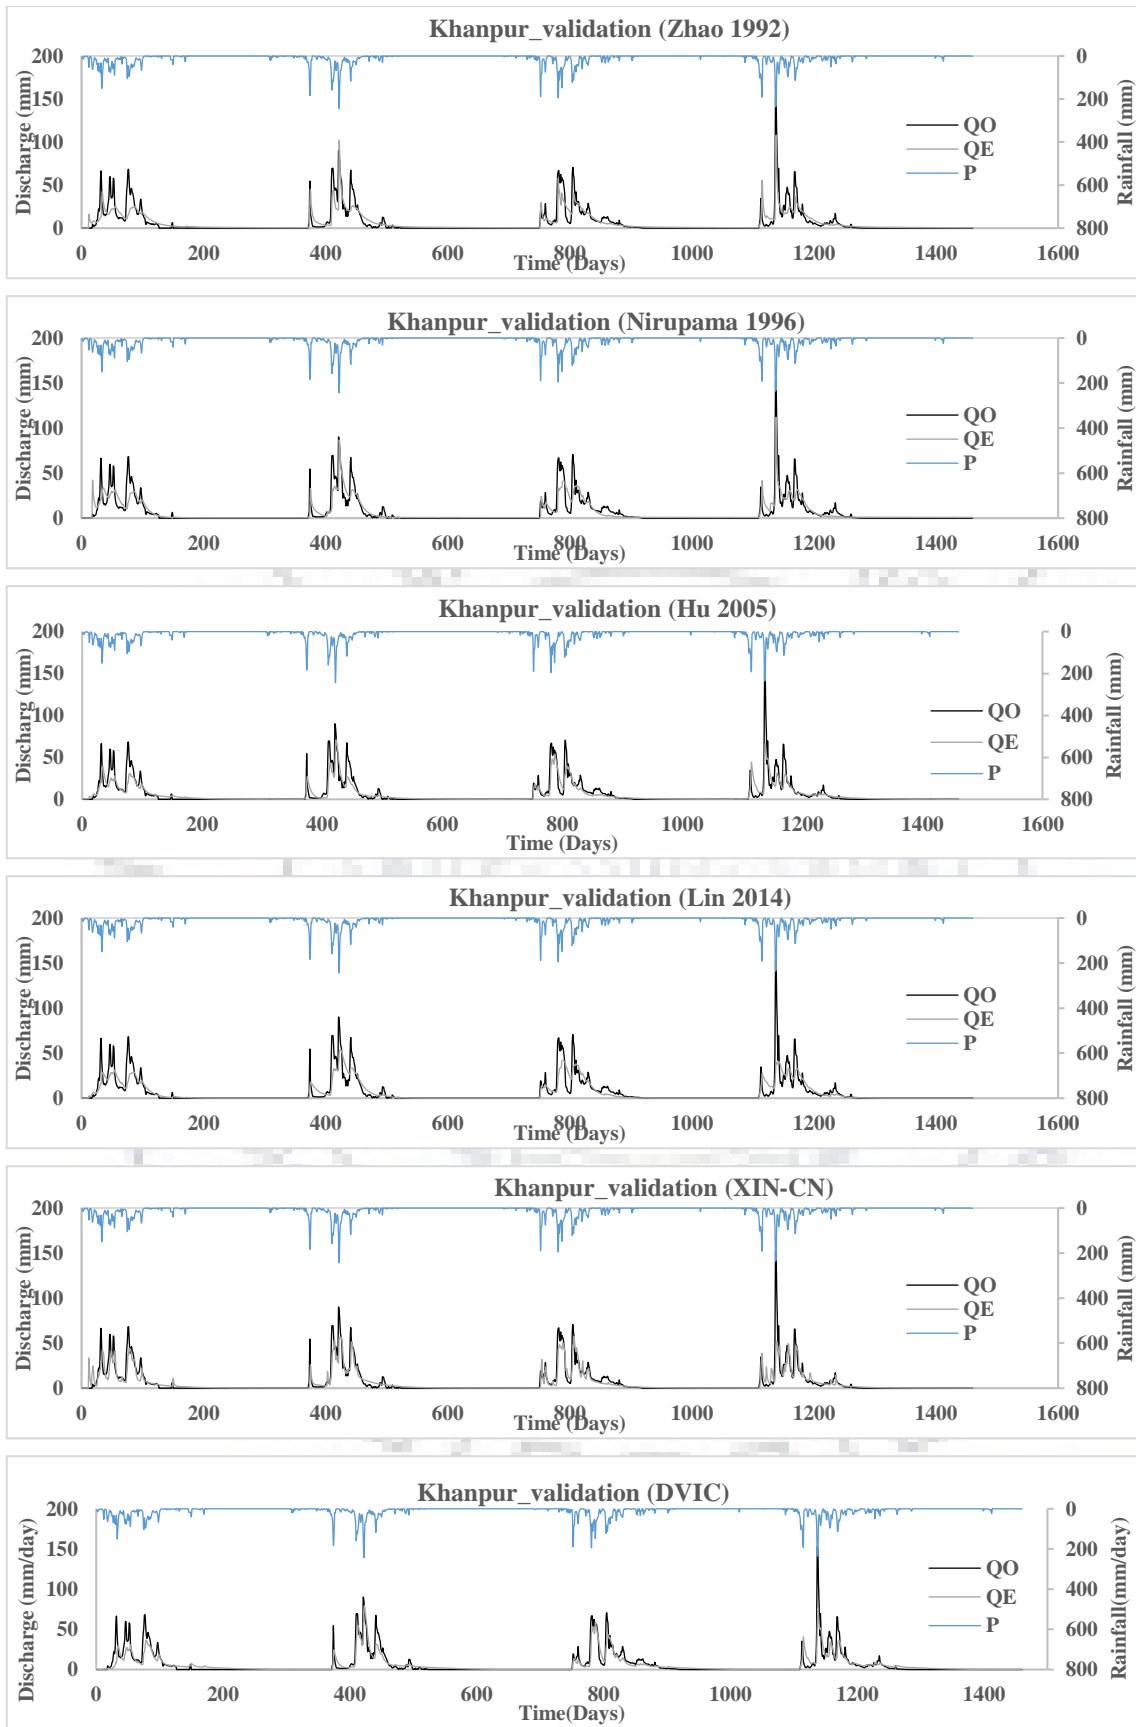 Khanpur_validation (Zhao 1992)
200 150 100 50 0
Discharge (mm)
0 200 400 600 800
Rainfall (mm)
QO
QE
P
0 200 400 600 800 1000 1200 1400 1600
Time (Days)
Khanpur_validation (Nirupama 1996)
200 150 100 50 0
Discharge (mm)
0 200 400 600 800
Rainfall (mm)
QO
QE
P
0 200 400 600 800 1000 1200 1400 1600
Time (Days)
Khanpur_validation (Hu 2005)
200 150 100 50 0
Discharg (mm)
0 200 400 600 800
Rainfall (mm)
QO
QE
P
0 200 400 600 800 1000 1200 1400 1600
Time (Days)
Khanpur_validation (Lin 2014)
200 150 100 50 0
Discharge (mm)
0 200 400 600 800
Rainfall (mm)
QO
QE
P
0 200 400 600 800 1000 1200 1400 1600
Time (Days)
Khanpur_validation (XIN-CN)
200 150 100 50 0
Discharge (mm)
0 200 400 600 800
Rainfall (mm)
QO
QE
P
0 200 400 600 800 1000 1200 1400 1600
Time (Days)
Khanpur_validation (DVIC)
200 150 100 50 0
Discharge (mm/day)
0 200 400 600 800
Rainfall(mm/day)
QO
QE
P
0 200 400 600 800 1000 1200 1400
Time(Days)